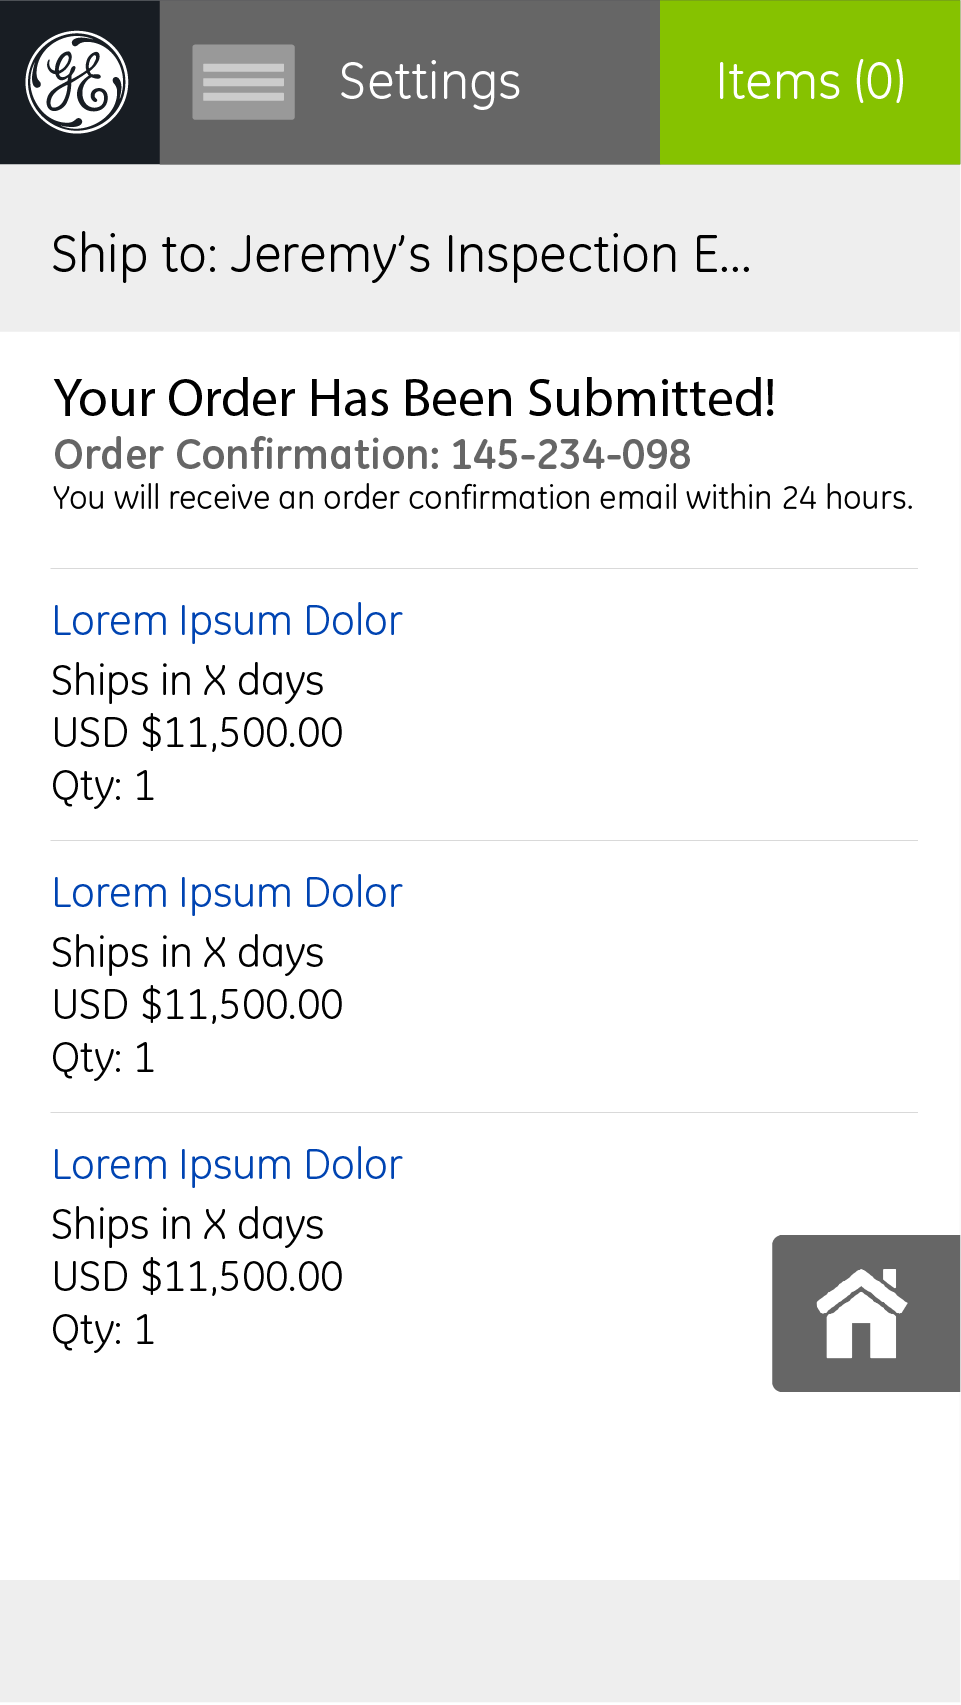 GE
Settings
Items (0)
Ship to: Jeremy’s Inspection E...
Your Order Has Been Submitted!
Order Confirmation: 145-234-098
You will receive an order confirmation email within 24 hours.
Lorem Ipsum Dolor
Ships in X days
USD $11,500.00
Qty: 1
Lorem Ipsum Dolor
Ships in X days
USD $11,500.00
Qty: 1
Lorem Ipsum Dolor
Ships in X days
USD $11,500.00
Qty: 1